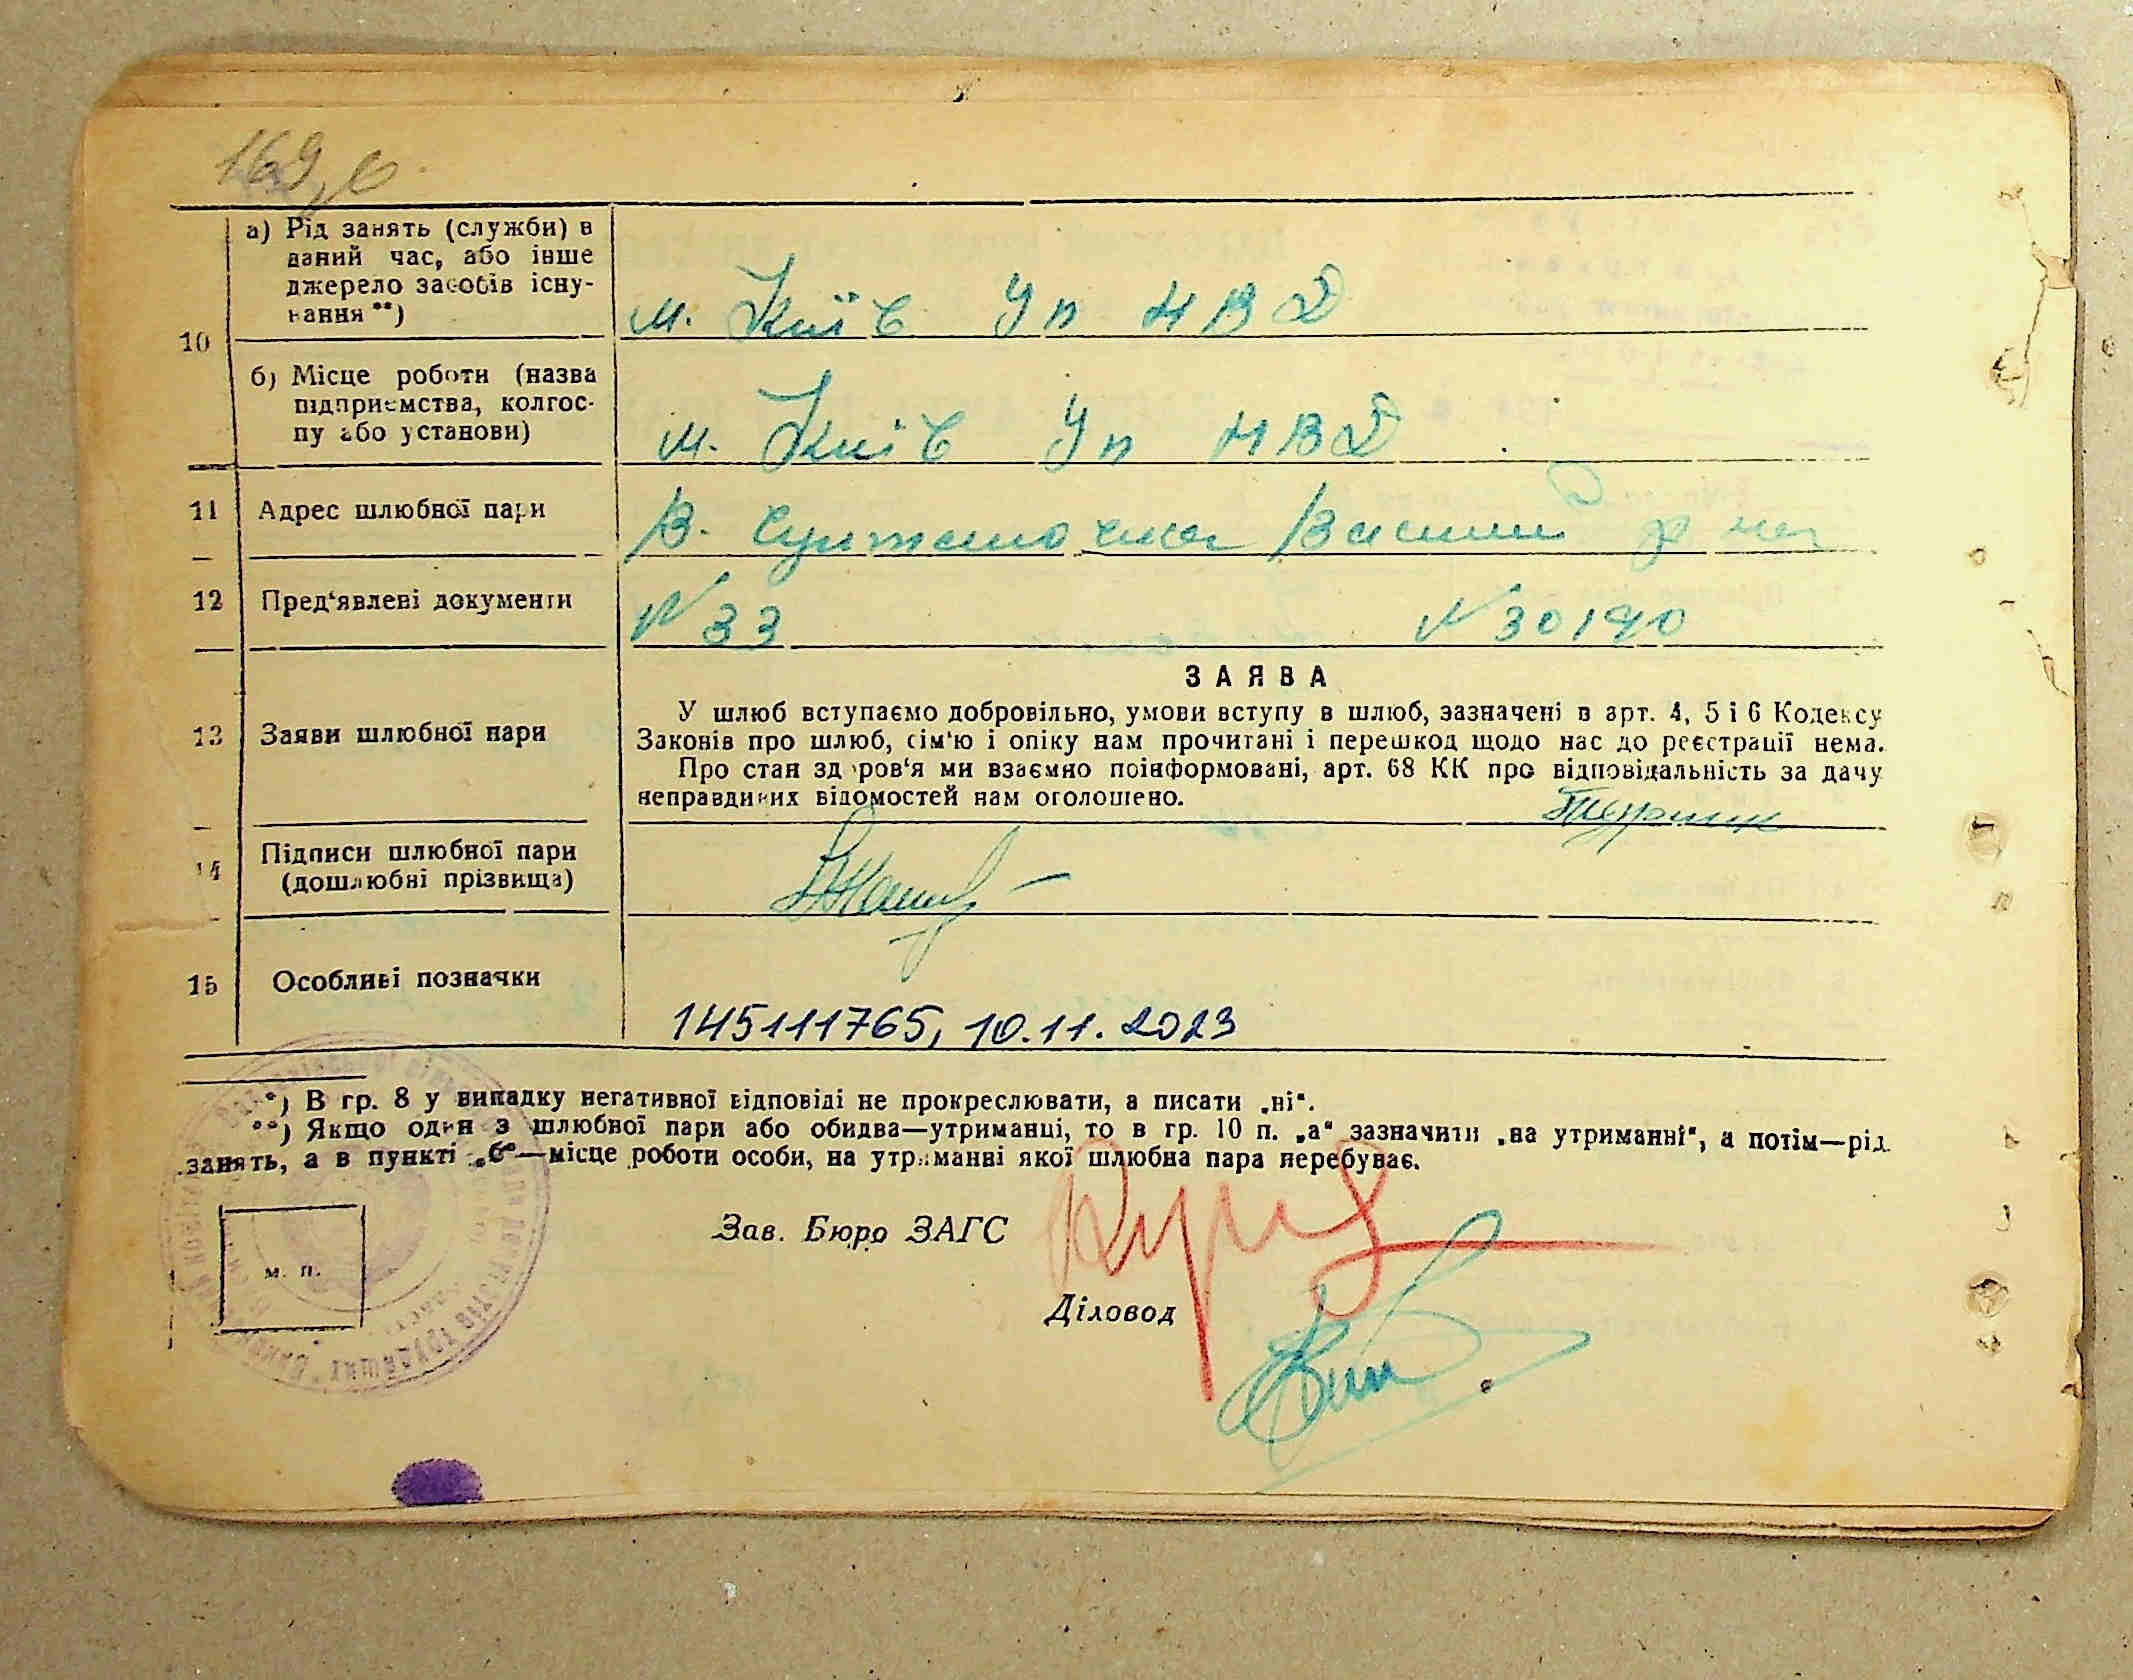 169
10
а) Рід занять (служби) в
даний час, або інше
джерело засобів існу-
вання **)
м. Київ Уп НВД
б) Місце роботи (назва
підприємства, колгос-
пу або установи)
м. Київ Уп НВД
11 Адрес шлюбної пари
В.
12 Пред‘явлені документи
N 33 N 30190
13 Заяви шлюбної пари
ЗАЯВА
У шлюб вступаємо добровільно, умови вступу в шлюб, зазначені в арт. 4, 5 і 6 Кодексу
Законів про шлюб, сім‘ю і опіку нам прочитані і перешкод щодо нас до реєстрації нема.
Про стан здоров‘я ми взаємно поінформовані, арт. 68 КК про відповідальність за дачу
неправдивих відомостей нам оголошено.
14 Підписи шлюбної пари
(дошлюбні прізвища)
15 Особливі позначки
145111765, 10.11.2023
*) В гр. 8 у випадку негативної відповіді не прокреслювати, а писати „ні“.
**) Якщо один з шлюбної пари або обидва—утриманці, то в гр. 10 п. „а“ зазначити „на утриманні“, а потім—рід
занять, а в пункті „б“—місце роботи особи, на утриманні якої шлюбна пара перебуває.
Зав. Бюро ЗАГС
м. п.
Діловод